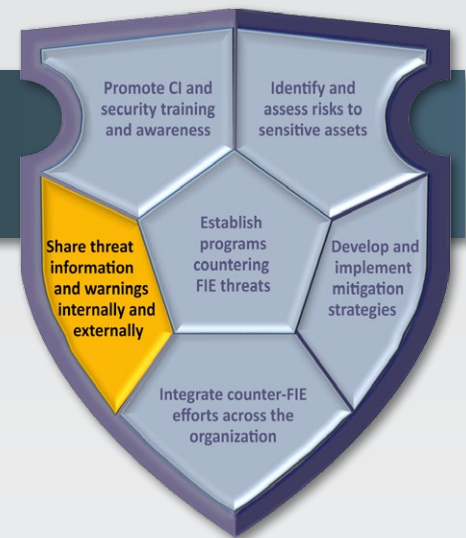 Promote CI and
security training
and awareness
Identify and
assess risks to
sensitive assets
Share threat
information
and warnings
internally and
externally
Establish
programs
countering
FIE threats
Develop and
implement
mitigation
strategies
Integrate counter-FIE
efforts across the
organization